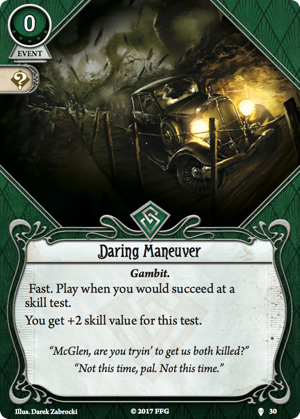 0
EVENT
?
Daring Maneuver
Gambit.
Fast. Play when you would succeed at a
skill test.
You get +2 skill value for this test.
“McGlen, are you tryin’ to get us both killed?”
“Not this time, pal. Not this time.”
Illus. Darek Zabrocki
© 2017 FFG
30